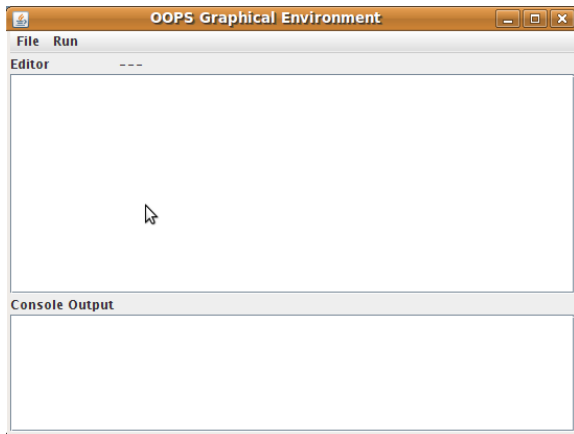 OOPS Graphical Environment
File Run
Editor ---
Console Output